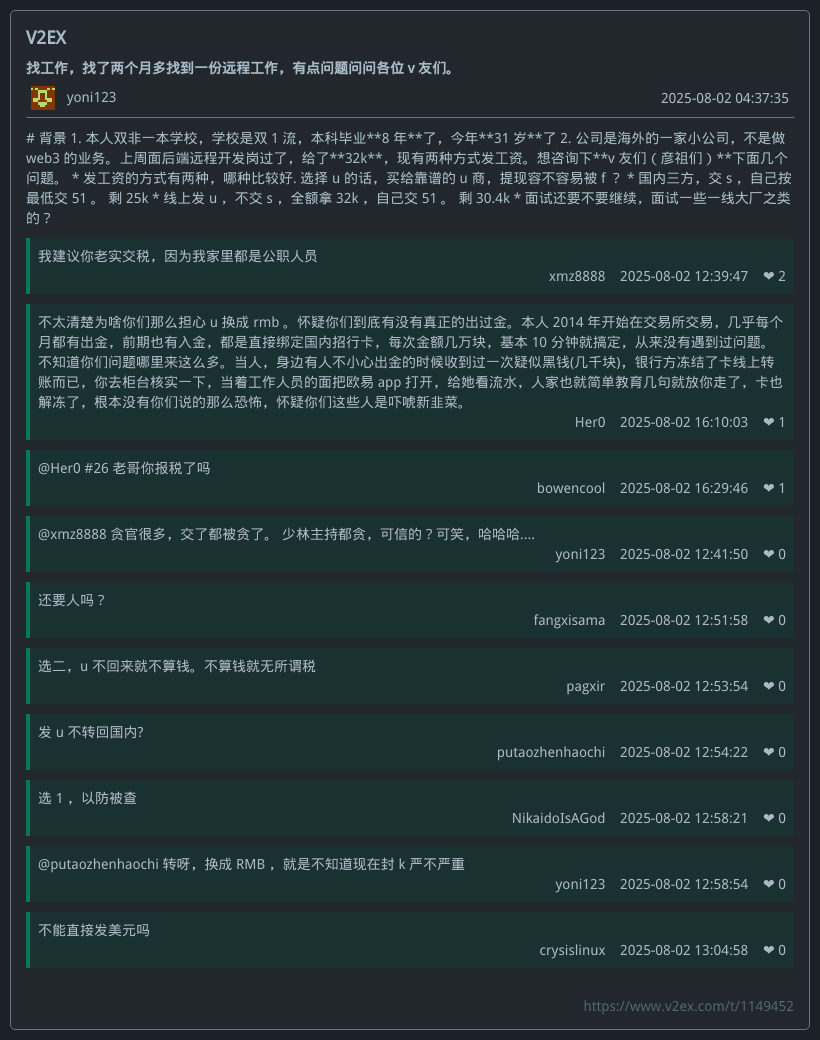 V2EX
找工作，找了两个月多找到一份远程工作，有点问题问问各位 v 友们。
yoni123 2025-08-02 04:37:35
# 背景 1. 本人双非一本学校，学校是双 1 流，本科毕业**8 年**了，今年**31 岁**了 2. 公司是海外的一家小公司，不是做
web3 的业务。上周面后端远程开发岗过了，给了**32k**，现有两种方式发工资。想咨询下**v 友们（彦祖们）**下面几个
问题。 * 发工资的方式有两种，哪种比较好. 选择 u 的话，买给靠谱的 u 商，提现容不容易被 f ？ * 国内三方，交 s ，自己按
最低交 51 。 剩 25k * 线上发 u ，不交 s ，全额拿 32k ，自己交 51 。 剩 30.4k * 面试还要不要继续，面试一些一线大厂之类
的？
我建议你老实交税，因为我家里都是公职人员
xmz8888 2025-08-02 12:39:47 ❤ 2
不太清楚为啥你们那么担心 u 换成 rmb 。怀疑你们到底有没有真正的出过金。本人 2014 年开始在交易所交易，几乎每个
月都有出金，前期也有入金，都是直接绑定国内招行卡，每次金额几万块，基本 10 分钟就搞定，从来没有遇到过问题。
不知道你们问题哪里来这么多。当人，身边有人不小心出金的时候收到过一次疑似黑钱(几千块)，银行方冻结了卡线上转
账而已，你去柜台核实一下，当着工作人员的面把欧易 app 打开，给她看流水，人家也就简单教育几句就放你走了，卡也
解冻了，根本没有你们说的那么恐怖，怀疑你们这些人是吓唬新韭菜。
Her0 2025-08-02 16:10:03 ❤ 1
@Her0 #26 老哥你报税了吗
bowencool 2025-08-02 16:29:46 ❤ 1
@xmz8888 贪官很多，交了都被贪了。 少林主持都贪，可信的？可笑，哈哈哈....
yoni123 2025-08-02 12:41:50 ❤ 0
还要人吗？
fangxisama 2025-08-02 12:51:58 ❤ 0
选二，u 不回来就不算钱。不算钱就无所谓税
pagxir 2025-08-02 12:53:54 ❤ 0
发 u 不转回国内?
putaozhenhaochi 2025-08-02 12:54:22 ❤ 0
选 1 ，以防被查
NikaidoIsAGod 2025-08-02 12:58:21 ❤ 0
@putaozhenhaochi 转呀，换成 RMB ，就是不知道现在封 k 严不严重
yoni123 2025-08-02 12:58:54 ❤ 0
不能直接发美元吗
crysislinux 2025-08-02 13:04:58 ❤ 0
https://www.v2ex.com/t/1149452